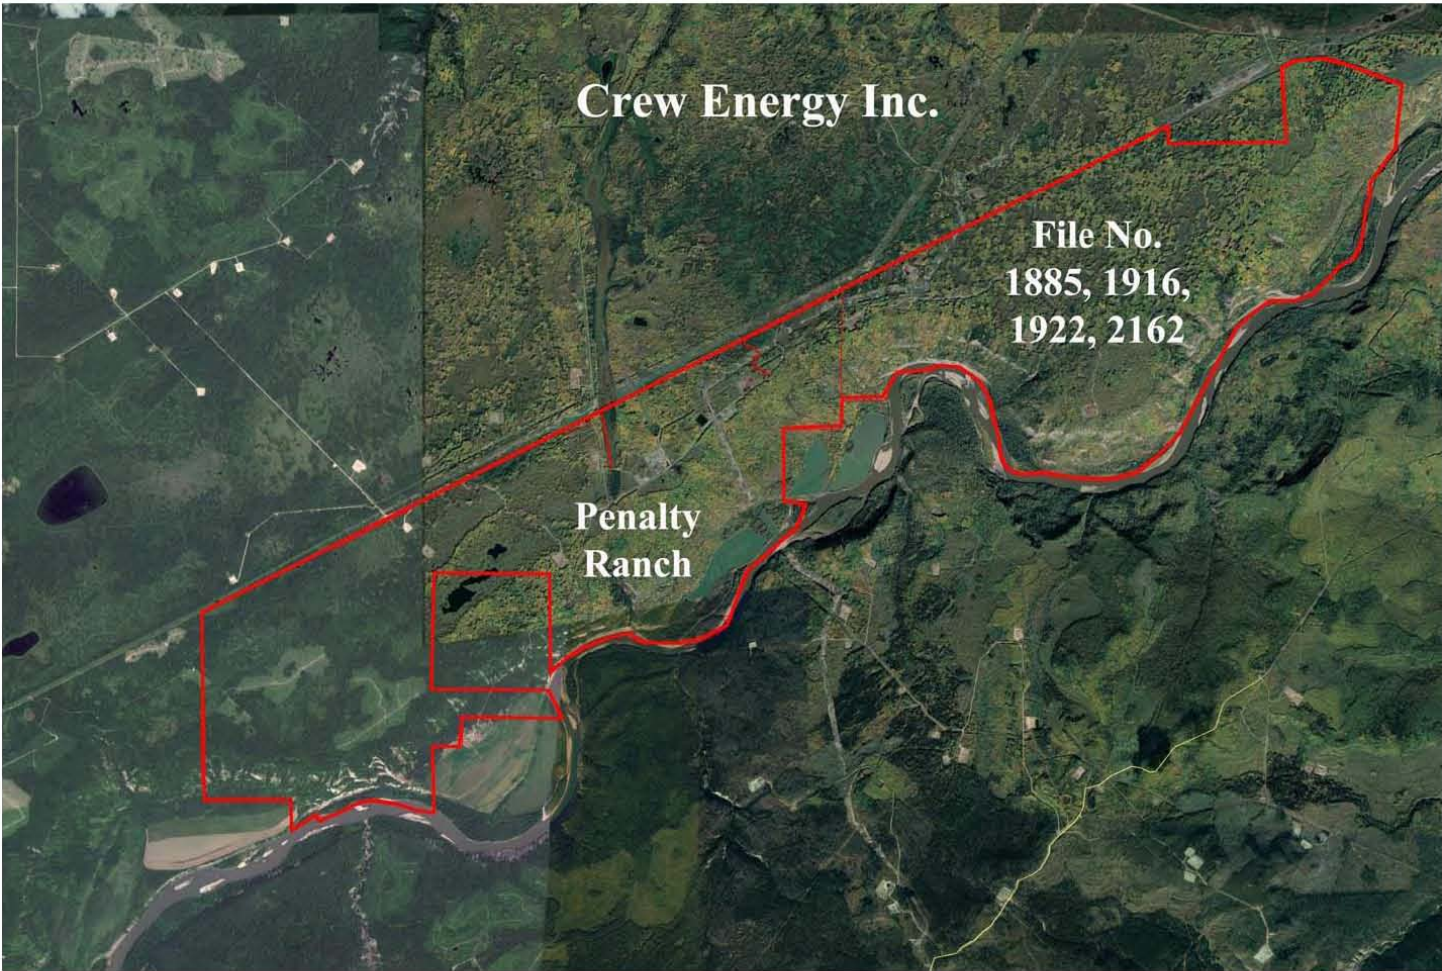 Crew Energy Inc.
File No.
1885, 1916,
1922, 2162
Penalty
Ranch